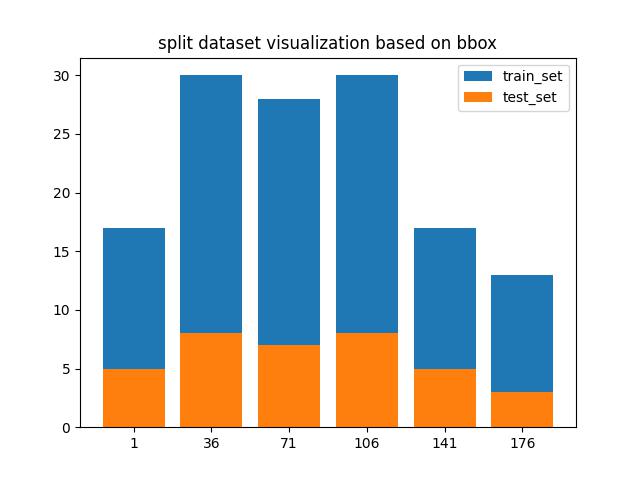 split dataset visualization based on bbox
train_set
test_set
30
25
20
15
10
5
0
1 36 71 106 141 176